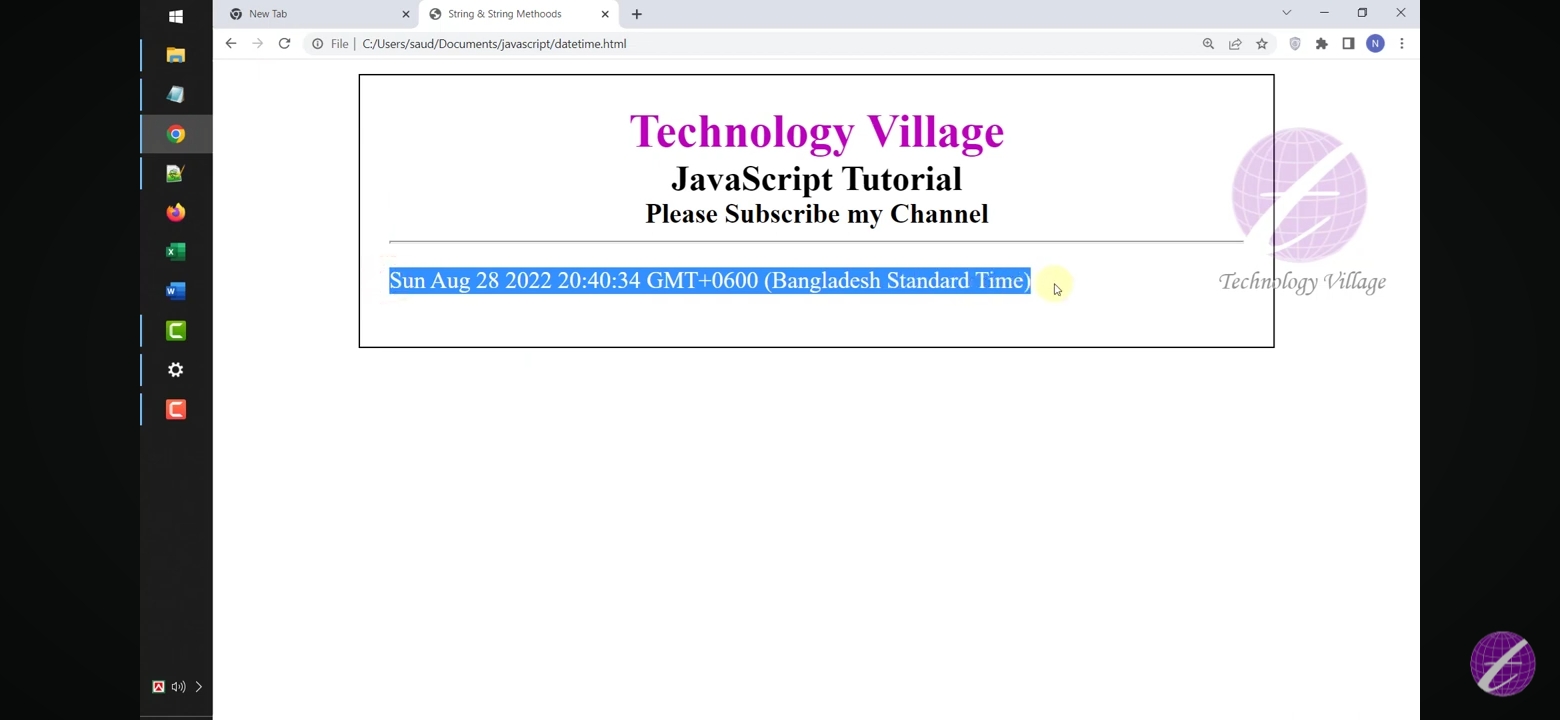 New Tab
String & String Methoods
File
C:/Users/saud/Documents/javascript/datetime.html
N
Technology Village
JavaScript Tutorial
Please Subscribe my Channel
Sun Aug 28 2022 20:40:34 GMT+0600 (Bangladesh Standard Time)
Technology Village